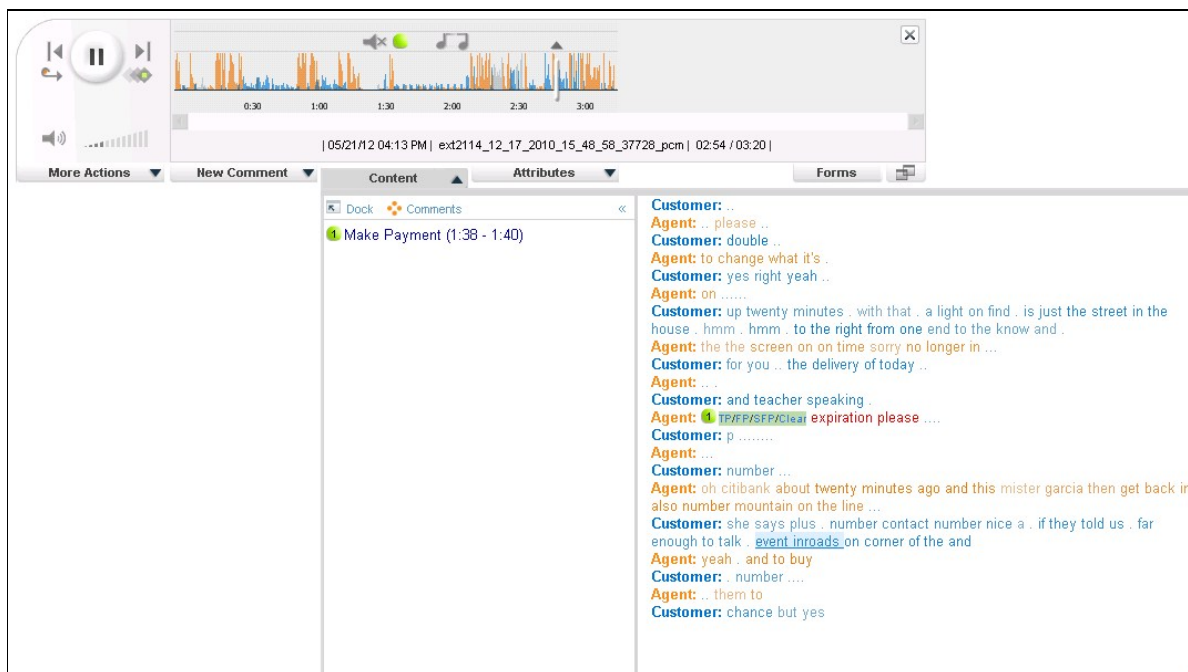 0:30 1:00 1:30 2:00 2:30 3:00
| 05/21/12 04:13 PM | ext2114_12_17_2010_15_48_58_37728_pcm | 02:54 / 03:20 |
More Actions New Comment Content Attributes Forms
Dock Comments «
1 Make Payment (1:38 - 1:40)
Customer: ..
Agent: .. please ..
Customer: double ..
Agent: to change what it's .
Customer: yes right yeah ..
Agent: on ......
Customer: up twenty minutes . with that . a light on find . is just the street in the
house . hmm . hmm . to the right from one end to the know and .
Agent: the the screen on on time sorry no longer in ...
Customer: for you .. the delivery of today ..
Agent: .. .
Customer: and teacher speaking .
Agent: 1 TP/FP/SFP/Clear expiration please ....
Customer: p ........
Agent: ...
Customer: number ...
Agent: oh citibank about twenty minutes ago and this mister garcia then get back in
also number mountain on the line ...
Customer: she says plus . number contact number nice a . if they told us . far
enough to talk . event inroads on corner of the and
Agent: yeah . and to buy
Customer: . number ....
Agent: .. them to
Customer: chance but yes